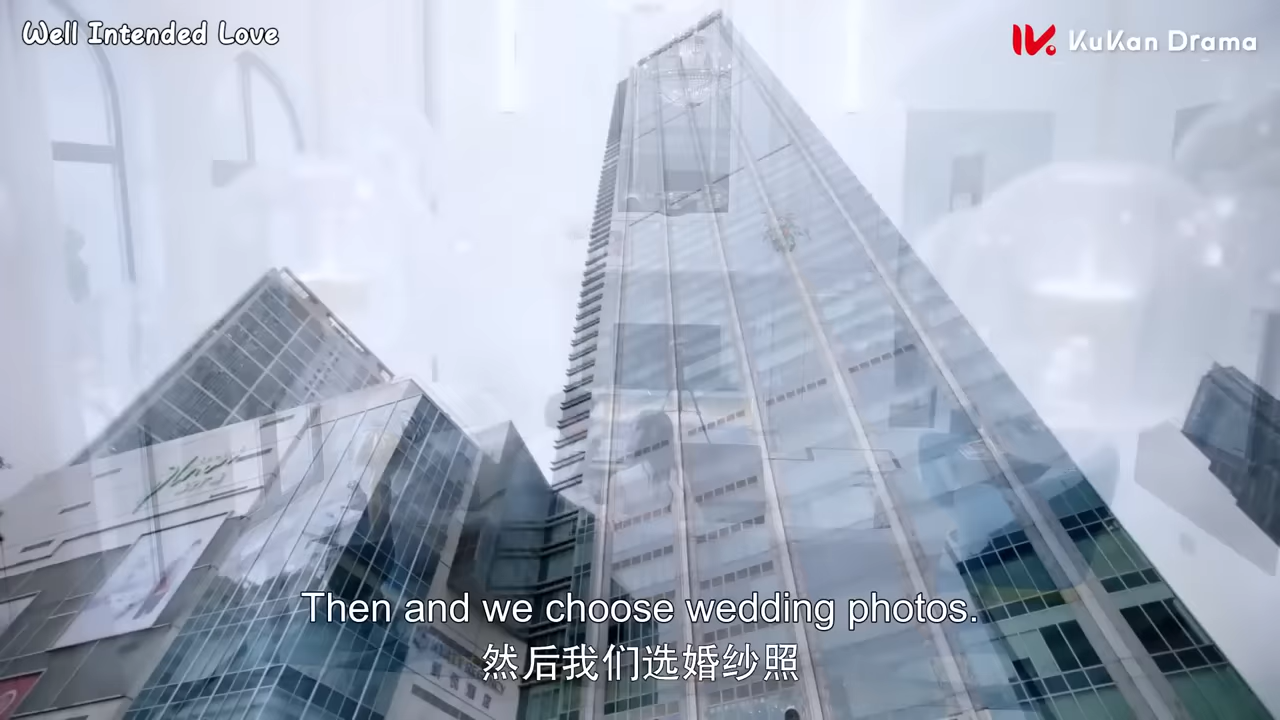 Well Intended Love
KuKan Drama
Then and we choose wedding photos.
然后我们选婚纱照